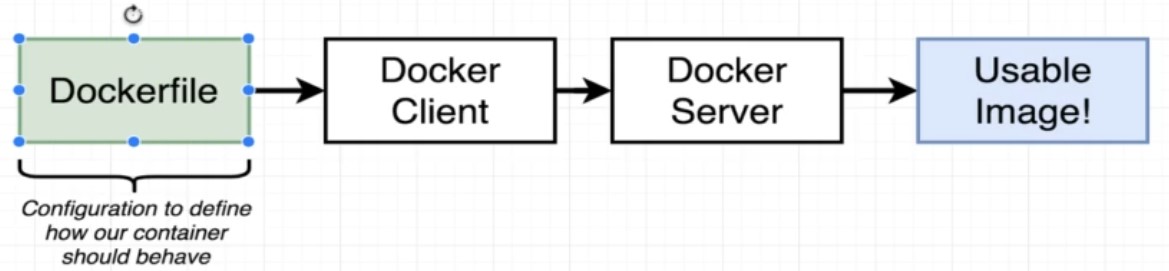 Dockerfile
Docker
Client
Docker
Server
Usable
Image!
Configuration to define
how our container
should behave